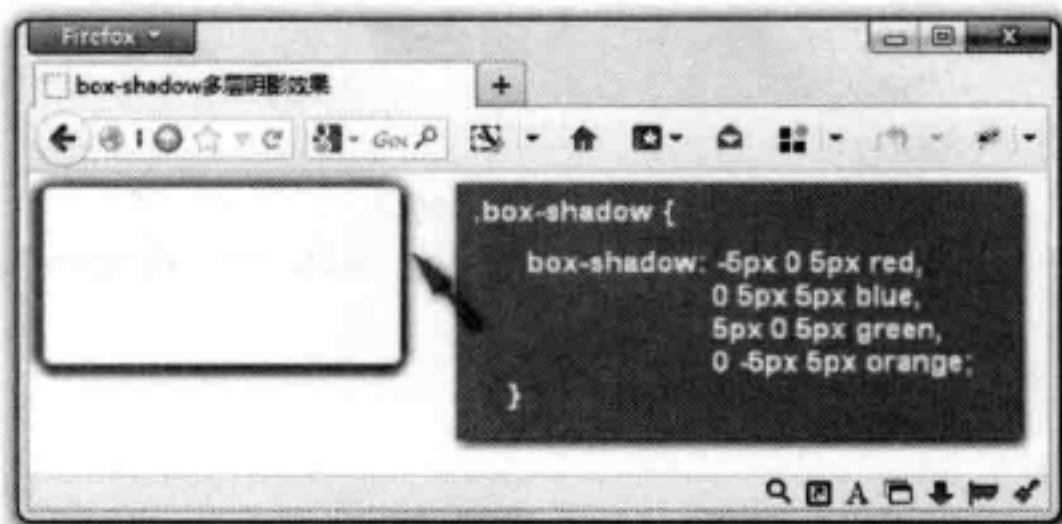 Firefox
box-shadow多层阴影效果
.box-shadow {
box-shadow: -5px 0 5px red,
0 5px 5px blue,
5px 0 5px green,
0 -5px 5px orange;
}